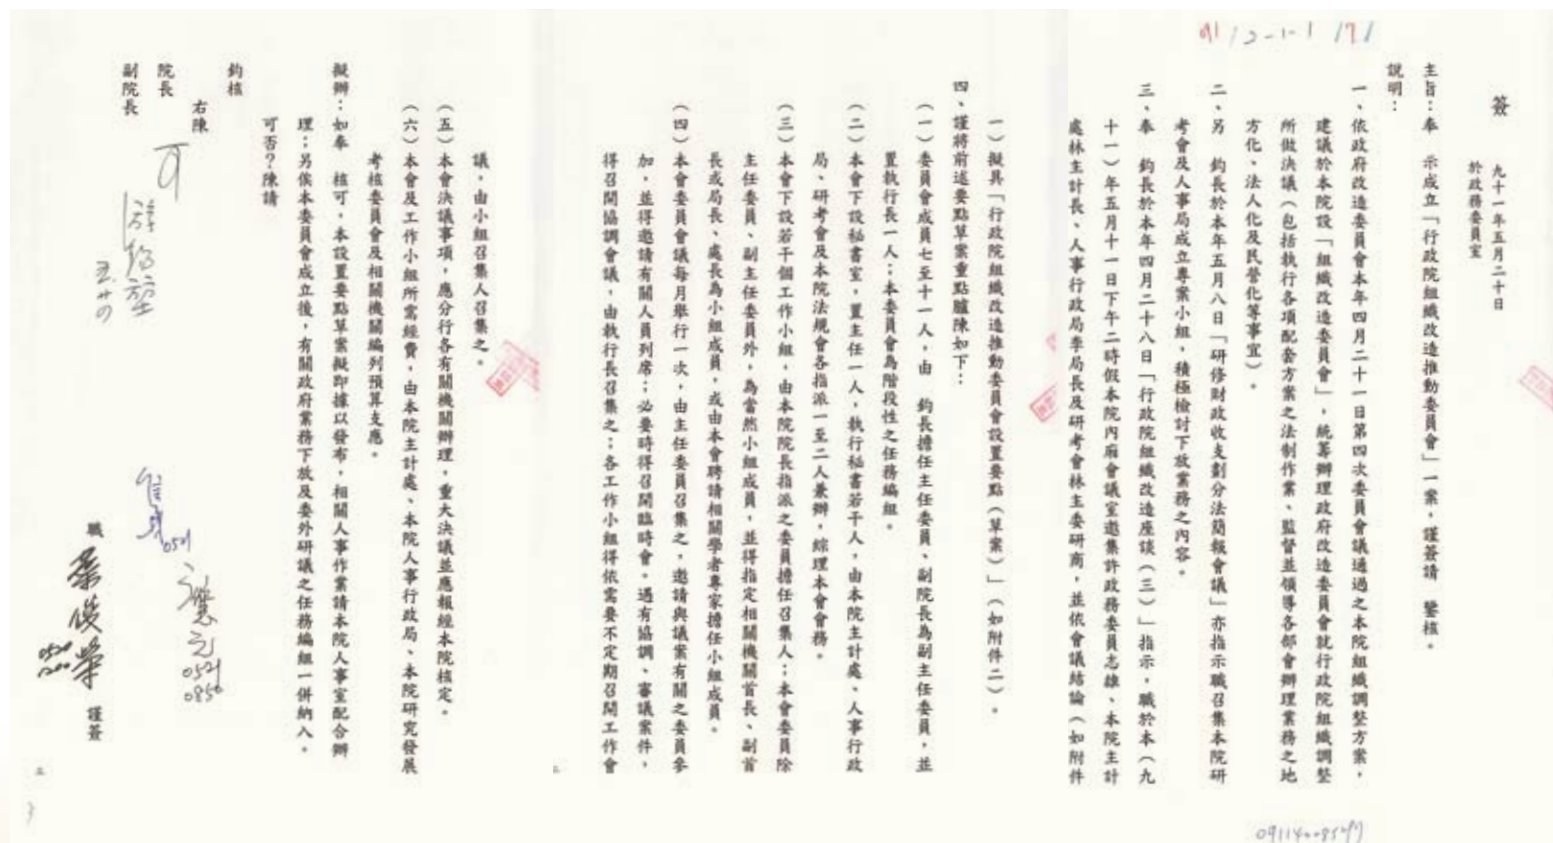 91 12-1-1 171
簽
九十一年五月二十日
於政務委員室
主旨：奉　示成立「行政院組織改造推動委員會」一案，謹簽請　鑒核。
說明：
一、依政府改造委員會本年四月二十一日第四次委員會議通過之本院組織調整方案，
建議於本院設「組織改造委員會」，統籌辦理政府改造委員會就行政院組織調整
所做決議（包括執行各項配套方案之法制作業、監督並領導各部會辦理業務之地
方化、法人化及民營化等事宜）。
二、另　鈞長於本年五月八日「研修財政收支劃分法簡報會議」亦指示職召集本院研
考會及人事局成立專案小組，積極檢討下放業務之內容。
三、奉　鈞長於本年四月二十八日「行政院組織改造座談（三）」指示，職於本（九
十一）年五月十一日下午二時假本院內廂會議室邀集許政務委員志雄、本院主計
處林主計長、人事行政局李局長及研考會林主委研商，並依會議結論（如附件
一）擬具「行政院組織改造推動委員會設置要點（草案）」（如附件二）。
四、謹將前述要點草案重點臚陳如下：
（一）委員會成員七至十一人，由　鈞長擔任主任委員、副院長為副主任委員，並
置執行長一人；本委員會為階段性之任務編組。
（二）本會下設秘書室，置主任一人，執行秘書若干人，由本院主計處、人事行政
局、研考會及本院法規會各指派一至二人兼辦，綜理本會會務。
（三）本會下設若干個工作小組，由本院院長指派之委員擔任召集人；本會委員除
主任委員、副主任委員外，為當然小組成員，並得指定相關機關首長、副首
長或局長、處長為小組成員，或由本會聘請相關學者專家擔任小組成員。
（四）本會委員會議每月舉行一次，由主任委員召集之，邀請與議案有關之委員參
加，並得邀請有關人員列席；必要時得召開臨時會。遇有協調、審議案件，
得召開協調會議，由執行長召集之；各工作小組得依需要不定期召開工作會
議，由小組召集人召集之。
（五）本會決議事項，應分行各有關機關辦理，重大決議並應報經本院核定。
（六）本會及工作小組所需經費，由本院主計處、本院人事行政局、本院研究發展
考核委員會及相關機關編列預算支應。
擬辦：如奉　核可，本設置要點草案擬即據以發布，相關人事作業請本院人事室配合辦
理；另俟本委員會成立後，有關政府業務下放及委外研議之任務編組一併納入。
可否？陳請
鈞核
右陳
院長
副院長
可
游錫堃
0521
0521
0850
職
葉俊榮
0520
謹簽
二
3